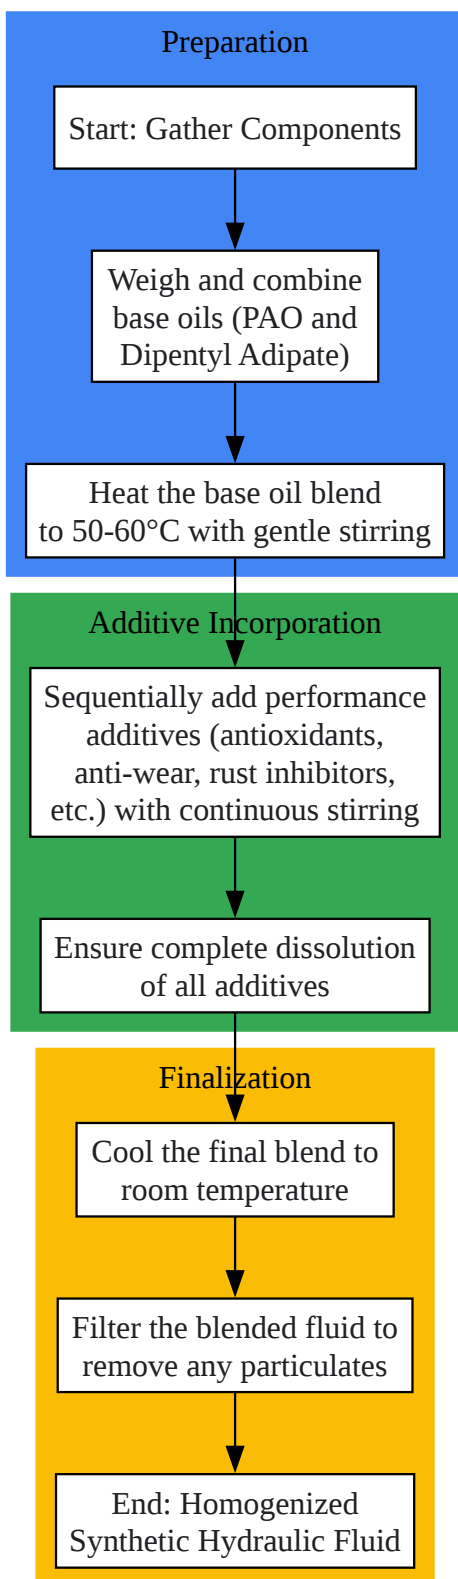 Preparation
Start: Gather Components
Weigh and combine
base oils (PAO and
Dipentyl Adipate)
Heat the base oil blend
to 50-60°C with gentle stirring
Additive Incorporation
Sequentially add performance
additives (antioxidants,
anti-wear, rust inhibitors,
etc.) with continuous stirring
Ensure complete dissolution
of all additives
Finalization
Cool the final blend to
room temperature
Filter the blended fluid to
remove any particulates
End: Homogenized
Synthetic Hydraulic Fluid